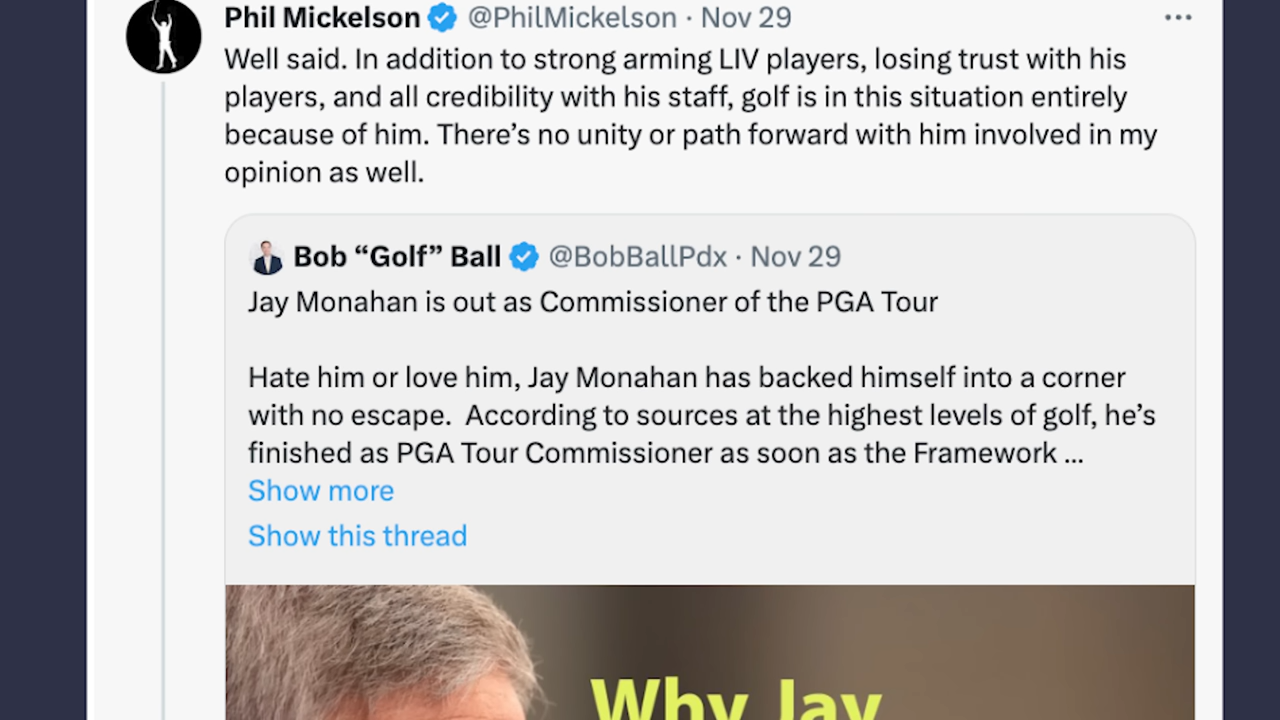 Phil Mickelson @PhilMickelson · Nov 29 ···
Well said. In addition to strong arming LIV players, losing trust with his
players, and all credibility with his staff, golf is in this situation entirely
because of him. There’s no unity or path forward with him involved in my
opinion as well.
Bob “Golf” Ball @BobBallPdx · Nov 29
Jay Monahan is out as Commissioner of the PGA Tour
Hate him or love him, Jay Monahan has backed himself into a corner
with no escape.  According to sources at the highest levels of golf, he’s
finished as PGA Tour Commissioner as soon as the Framework ...
Show more
Show this thread
Why Jay